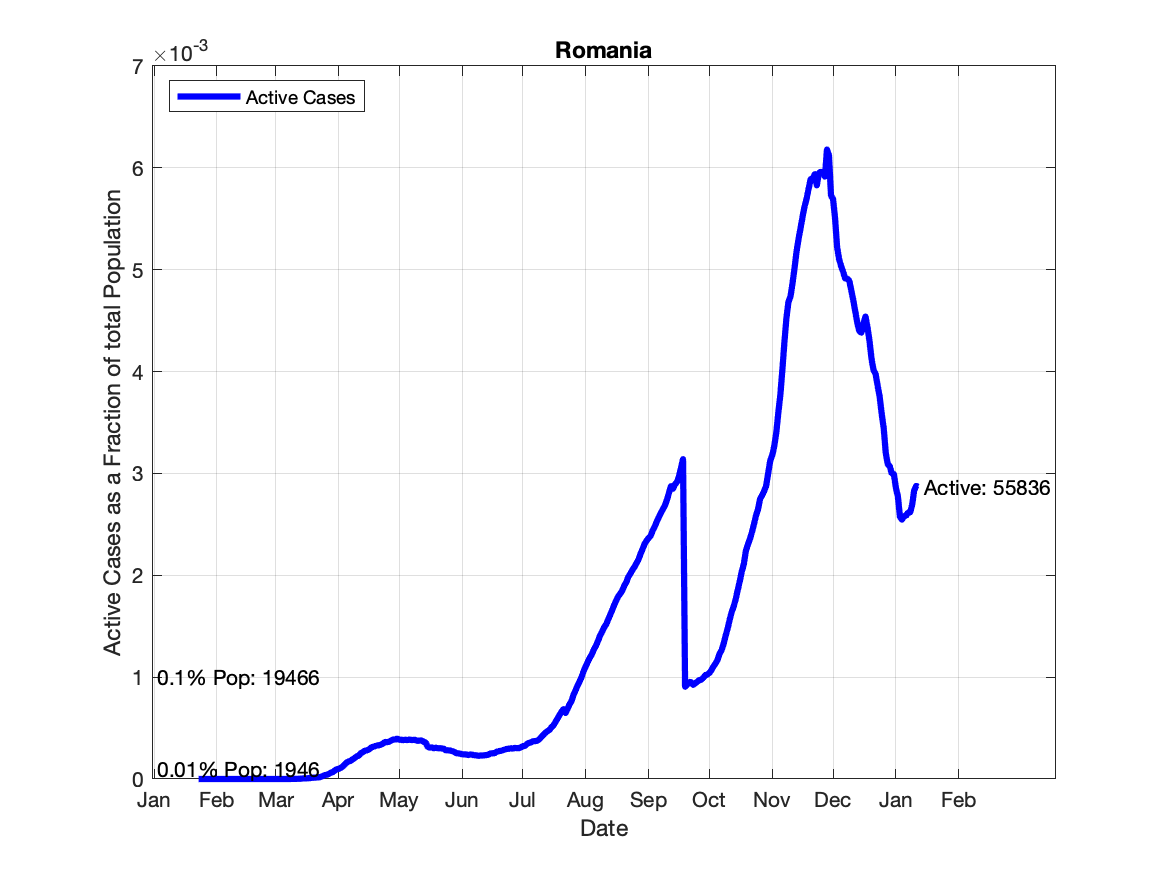 Romania
×10⁻³
Active Cases
7
6
5
4
3
2
1
0
Active Cases as a Fraction of total Population
Active: 55836
0.1% Pop: 19466
0.01% Pop: 1946
Jan Feb Mar Apr May Jun Jul Aug Sep Oct Nov Dec Jan Feb
Date